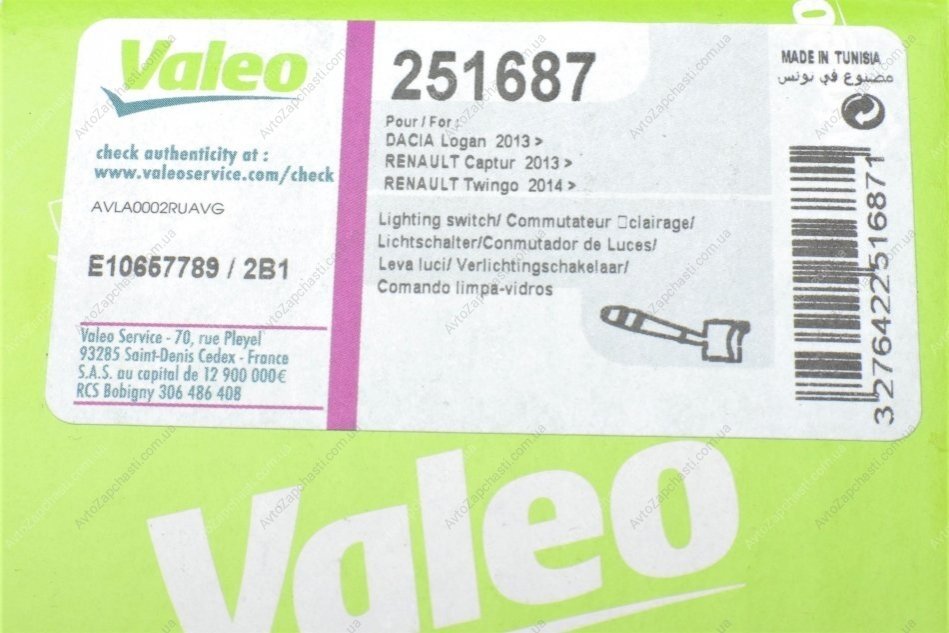 Valeo
check authenticity at :
www.valeoservice.com/check
AVLA0002RUAVG
E10657789 / 2B1
Valeo Service - 70, rue Pleyel
93285 Saint-Denis Cedex - France
S.A.S. au capital de 12 900 000€
RCS Bobigny 306 486 408
251687
Pour / For :
DACIA Logan 2013 >
RENAULT Captur 2013 >
RENAULT Twingo 2014 >
Lighting switch/ Commutateur □clairage/
Lichtschalter/Conmutador de Luces/
Leva luci/ Verlichtingschakelaar/
Comando limpa-vidros
MADE IN TUNISIA
مصنوع في تونس
3276422516871
Valeo
AvtoZapchasti.com.ua